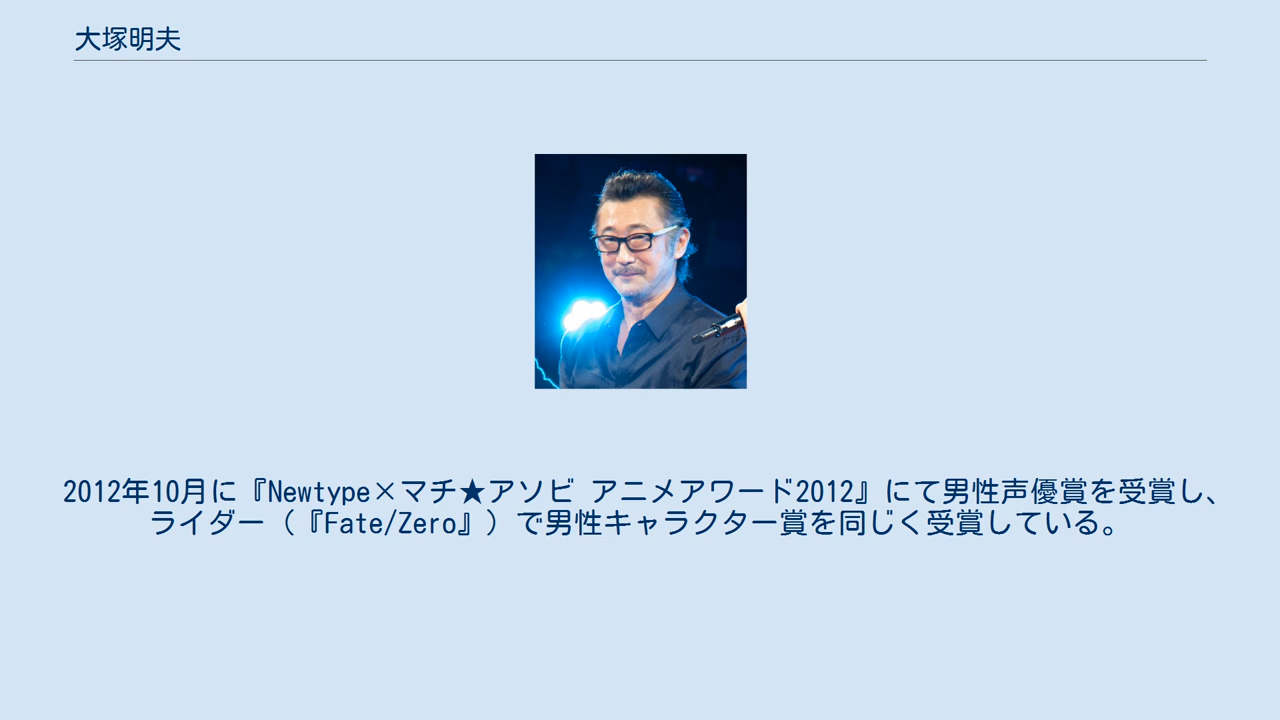 大塚明夫
2012年10月に『Newtype×マチ★アソビ アニメアワード2012』にて男性声優賞を受賞し、
ライダー（『Fate/Zero』）で男性キャラクター賞を同じく受賞している。